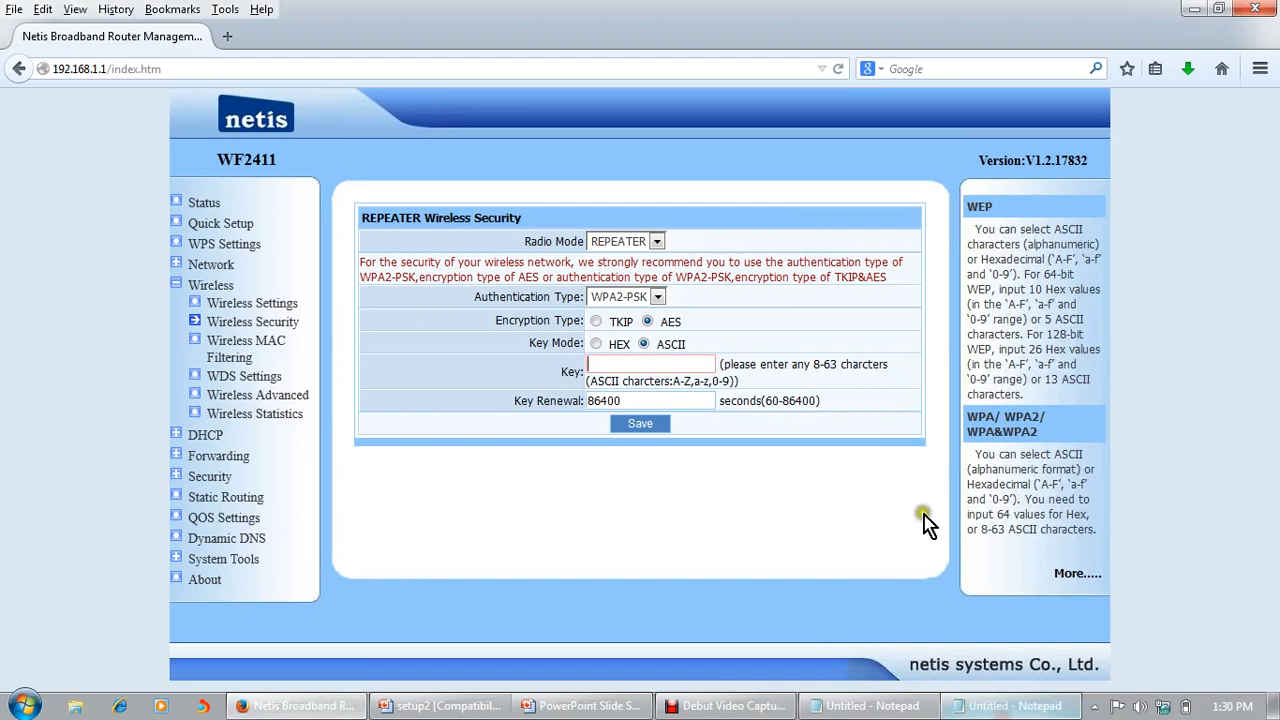 File Edit View History Bookmarks Tools Help
Netis Broadband Router Managem...
192.168.1.1/index.htm
Google
netis
WF2411
Version:V1.2.17832
Status
Quick Setup
WPS Settings
Network
Wireless
Wireless Settings
Wireless Security
Wireless MAC
Filtering
WDS Settings
Wireless Advanced
Wireless Statistics
DHCP
Forwarding
Security
Static Routing
QOS Settings
Dynamic DNS
System Tools
About
REPEATER Wireless Security
Radio Mode REPEATER
For the security of your wireless network, we strongly recommend you to use the authentication type of
WPA2-PSK,encryption type of AES or authentication type of WPA2-PSK,encryption type of TKIP&AES
Authentication Type: WPA2-PSK
Encryption Type: TKIP AES
Key Mode: HEX ASCII
Key: (please enter any 8-63 charcters
(ASCII charcters:A-Z,a-z,0-9))
Key Renewal: 86400 seconds(60-86400)
Save
WEP
You can select ASCII
characters (alphanumeric)
or Hexadecimal ('A-F', 'a-f'
and '0-9'). For 64-bit
WEP, input 10 Hex values
(in the 'A-F', 'a-f' and
'0-9' range) or 5 ASCII
characters. For 128-bit
WEP, input 26 Hex values
(in the 'A-F', 'a-f' and
'0-9' range) or 13 ASCII
characters.
WPA/ WPA2/
WPA&WPA2
You can select ASCII
(alphanumeric format) or
Hexadecimal ('A-F', 'a-f'
and '0-9'). You need to
input 64 values for Hex,
or 8-63 ASCII characters.
More.....
netis systems Co., Ltd.
Netis Broadband R... setup2 [Compatibil... PowerPoint Slide S... Debut Video Captu... Untitled - Notepad Untitled - Notepad 1:30 PM